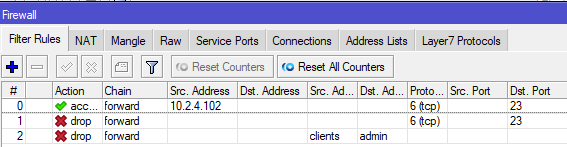 Firewall
Filter Rules NAT Mangle Raw Service Ports Connections Address Lists Layer7 Protocols
Reset Counters Reset All Counters
# Action Chain Src. Address Dst. Address Src. Ad... Dst. Ad... Proto... Src. Port Dst. Port
0 acc... forward 10.2.4.102 6 (tcp) 23
1 drop forward 6 (tcp) 23
2 drop forward clients admin